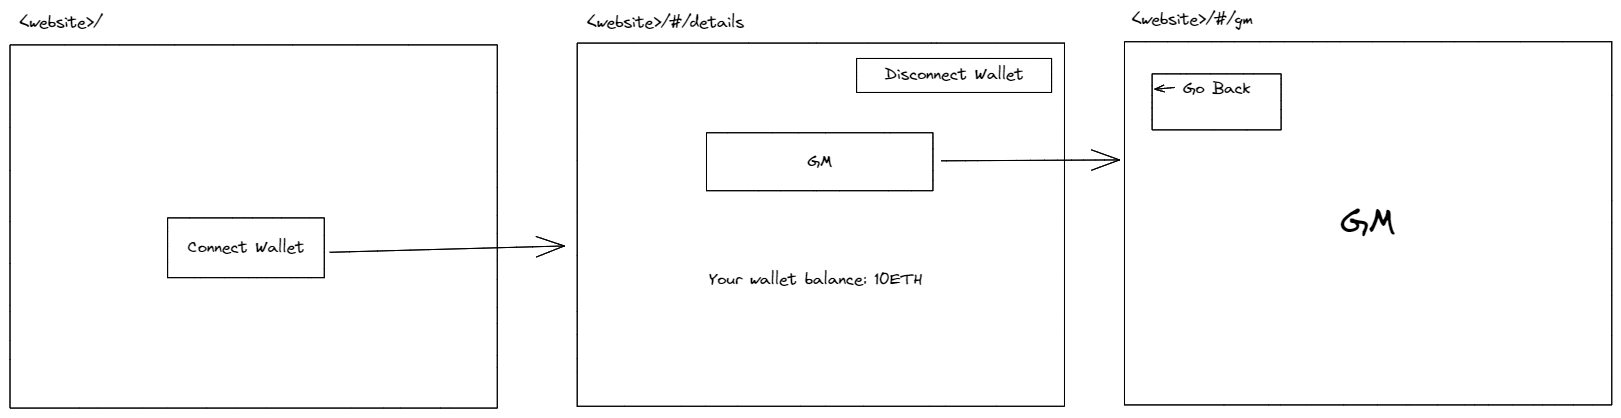 <website>/
Connect Wallet
<website>/#/details
Disconnect Wallet
GM
Your wallet balance: 10ETH
<website>/#/gm
Go Back
GM